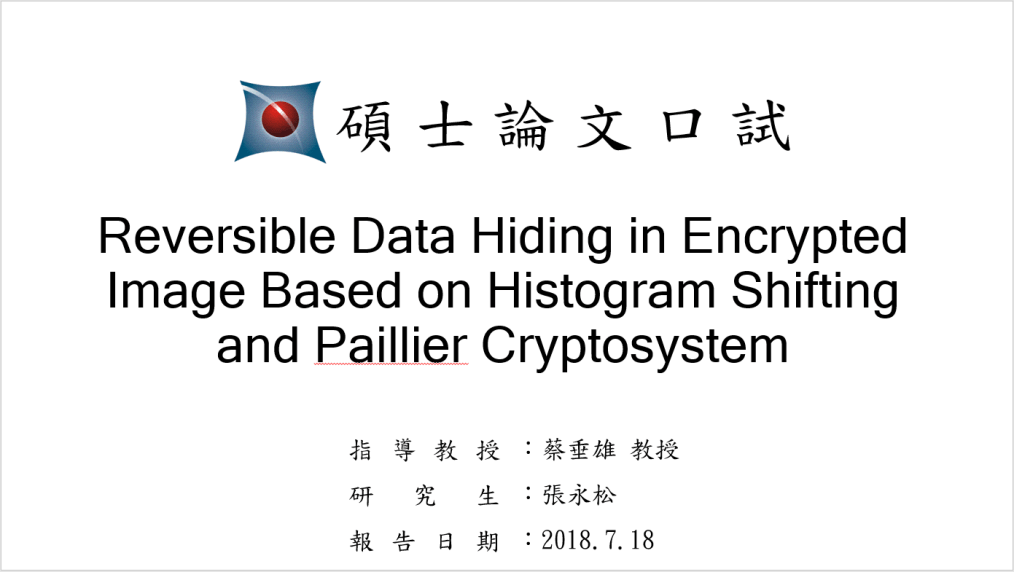 碩士論文口試
Reversible Data Hiding in Encrypted
Image Based on Histogram Shifting
and Paillier Cryptosystem
指導教授：蔡垂雄 教授
研究生：張永松
報告日期：2018.7.18